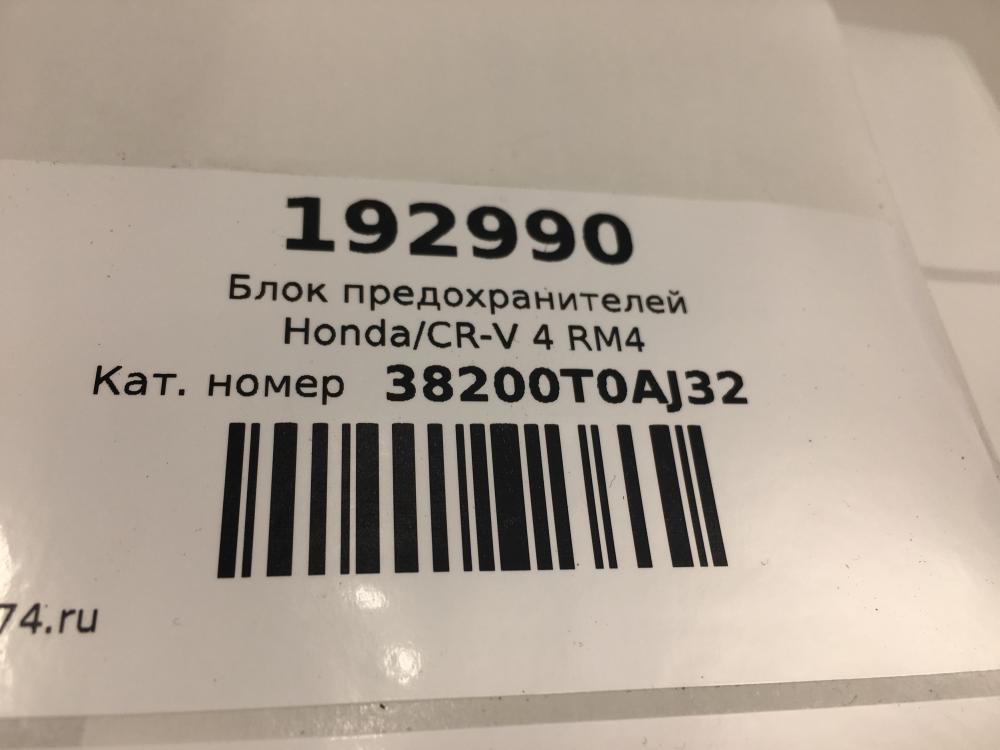 192990
Блок предохранителей
Honda/CR-V 4 RM4
Кат. номер 38200T0AJ32
74.ru